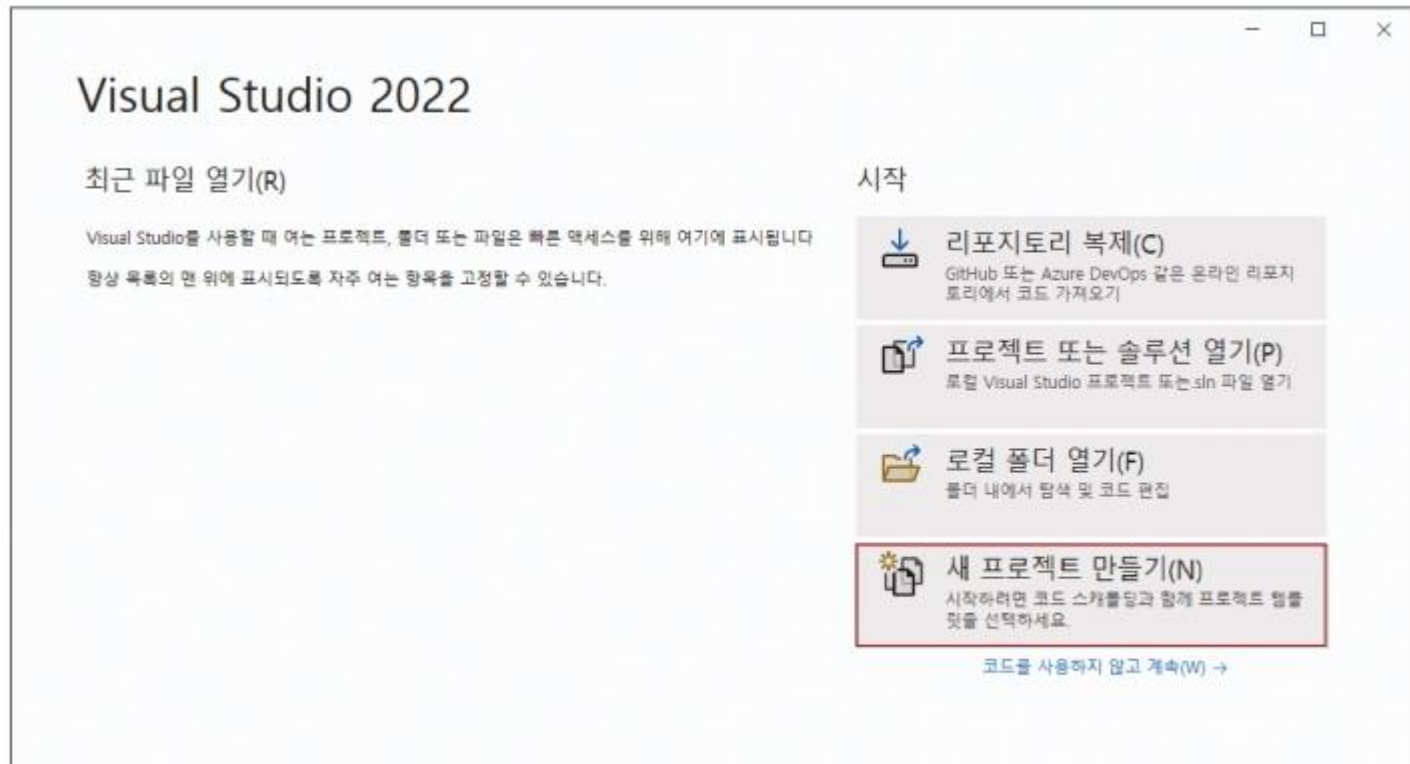 Visual Studio 2022
최근 파일 열기(R)
Visual Studio를 사용할 때 여는 프로젝트, 폴더 또는 파일은 빠른 액세스를 위해 여기에 표시됩니다
항상 목록의 맨 위에 표시되도록 자주 여는 항목을 고정할 수 있습니다.
시작
리포지토리 복제(C)
GitHub 또는 Azure DevOps 같은 온라인 리포지
토리에서 코드 가져오기
프로젝트 또는 솔루션 열기(P)
로컬 Visual Studio 프로젝트 또는.sln 파일 열기
로컬 폴더 열기(F)
폴더 내에서 탐색 및 코드 편집
새 프로젝트 만들기(N)
시작하려면 코드 스캐폴딩과 함께 프로젝트 템플
릿을 선택하세요.
코드를 사용하지 않고 계속(W) →